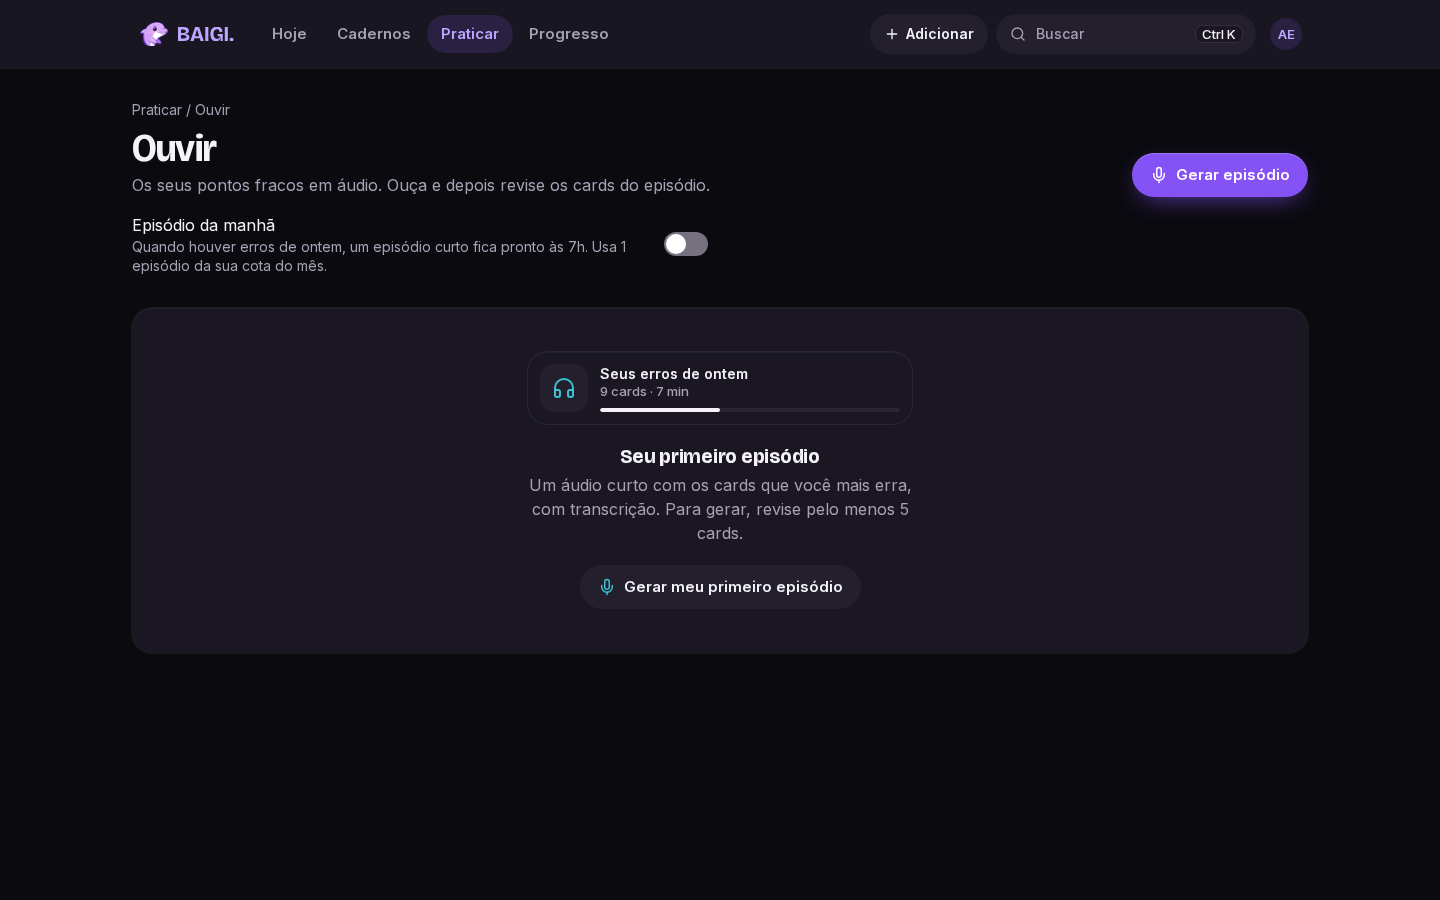 BAIGI.
Hoje
Cadernos
Praticar
Progresso
Adicionar
Buscar
Ctrl K
AE
Praticar / Ouvir
Ouvir
Os seus pontos fracos em áudio. Ouça e depois revise os cards do episódio.
Gerar episódio
Episódio da manhã
Quando houver erros de ontem, um episódio curto fica pronto às 7h. Usa 1
episódio da sua cota do mês.
Seus erros de ontem
9 cards · 7 min
Seu primeiro episódio
Um áudio curto com os cards que você mais erra,
com transcrição. Para gerar, revise pelo menos 5
cards.
Gerar meu primeiro episódio